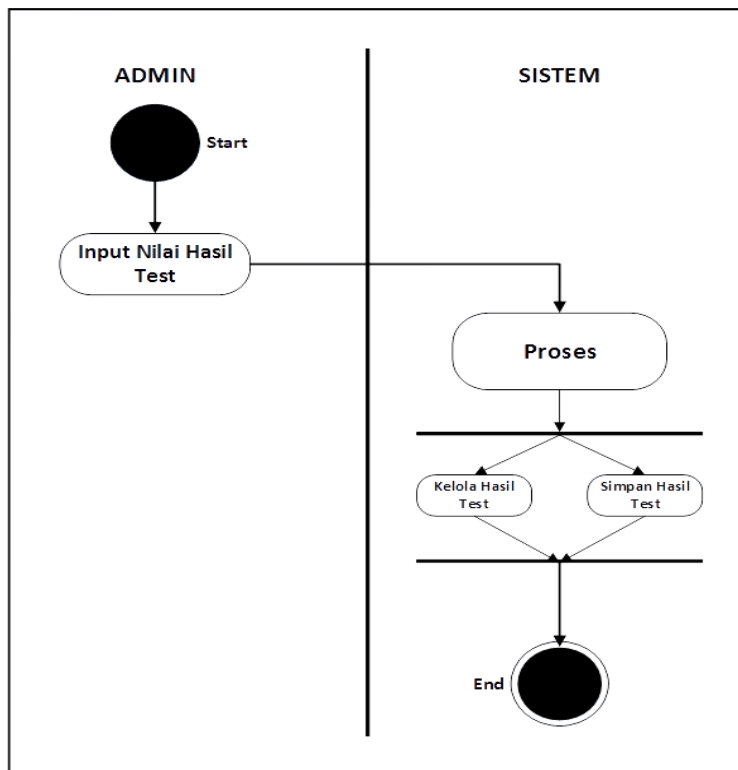 ADMIN
SISTEM
Start
Input Nilai Hasil
Test
Proses
Kelola Hasil
Test
Simpan Hasil
Test
End